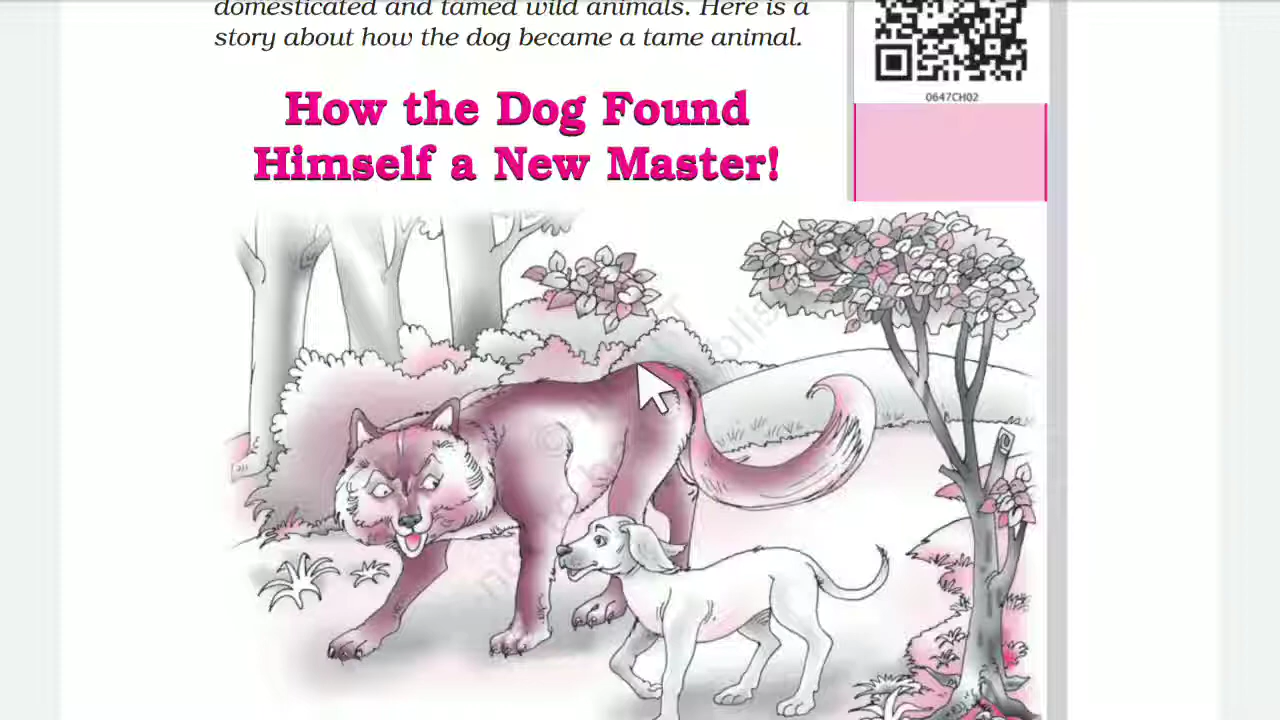 domesticated and tamed wild animals. Here is a
story about how the dog became a tame animal.
0647CH02
How the Dog Found
Himself a New Master!